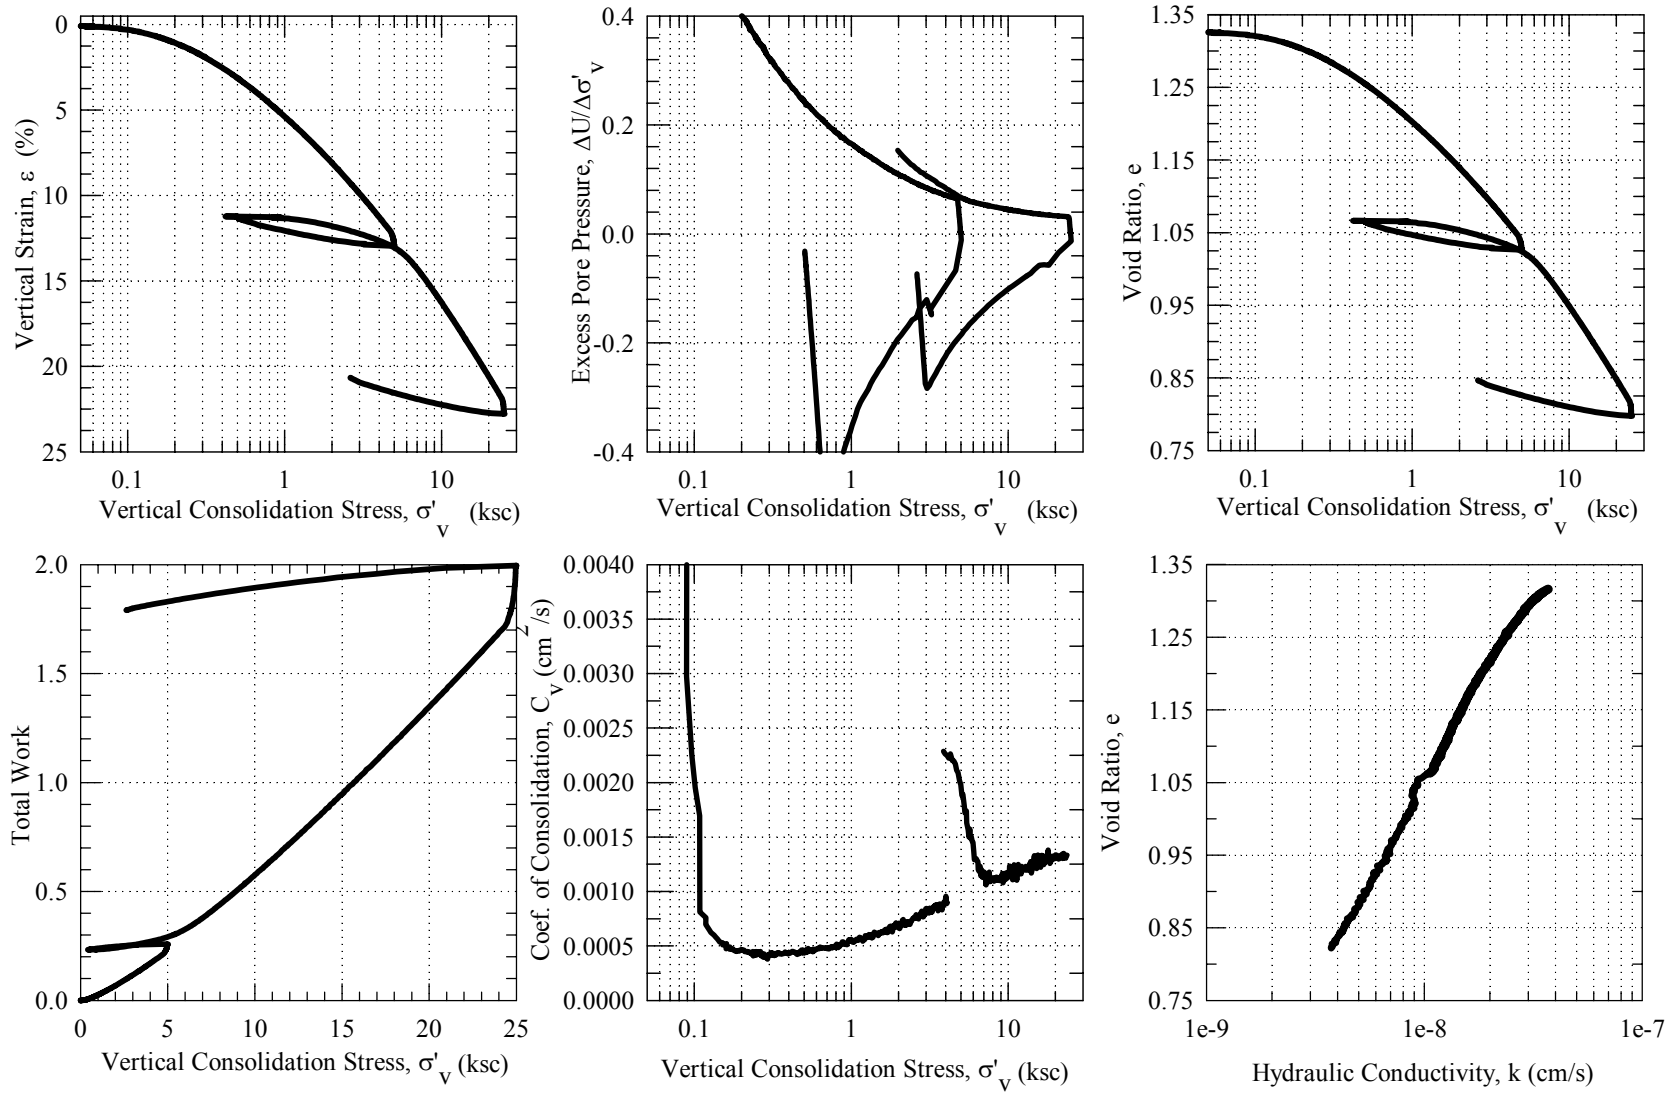 0
5
10
15
20
25
Vertical Strain, ε (%)
0.1 1 10
Vertical Consolidation Stress, σ'v (ksc)
0.4
0.2
0.0
-0.2
-0.4
Excess Pore Pressure, ΔU/Δσ'v
0.1 1 10
Vertical Consolidation Stress, σ'v (ksc)
1.35
1.25
1.15
1.05
0.95
0.85
0.75
Void Ratio, e
0.1 1 10
Vertical Consolidation Stress, σ'v (ksc)
2.0
1.5
1.0
0.5
0.0
Total Work
0 5 10 15 20 25
Vertical Consolidation Stress, σ'v (ksc)
0.0040
0.0035
0.0030
0.0025
0.0020
0.0015
0.0010
0.0005
0.0000
Coef. of Consolidation, Cv (cm2/s)
0.1 1 10
Vertical Consolidation Stress, σ'v (ksc)
1.35
1.25
1.15
1.05
0.95
0.85
0.75
Void Ratio, e
1e-9 1e-8 1e-7
Hydraulic Conductivity, k (cm/s)